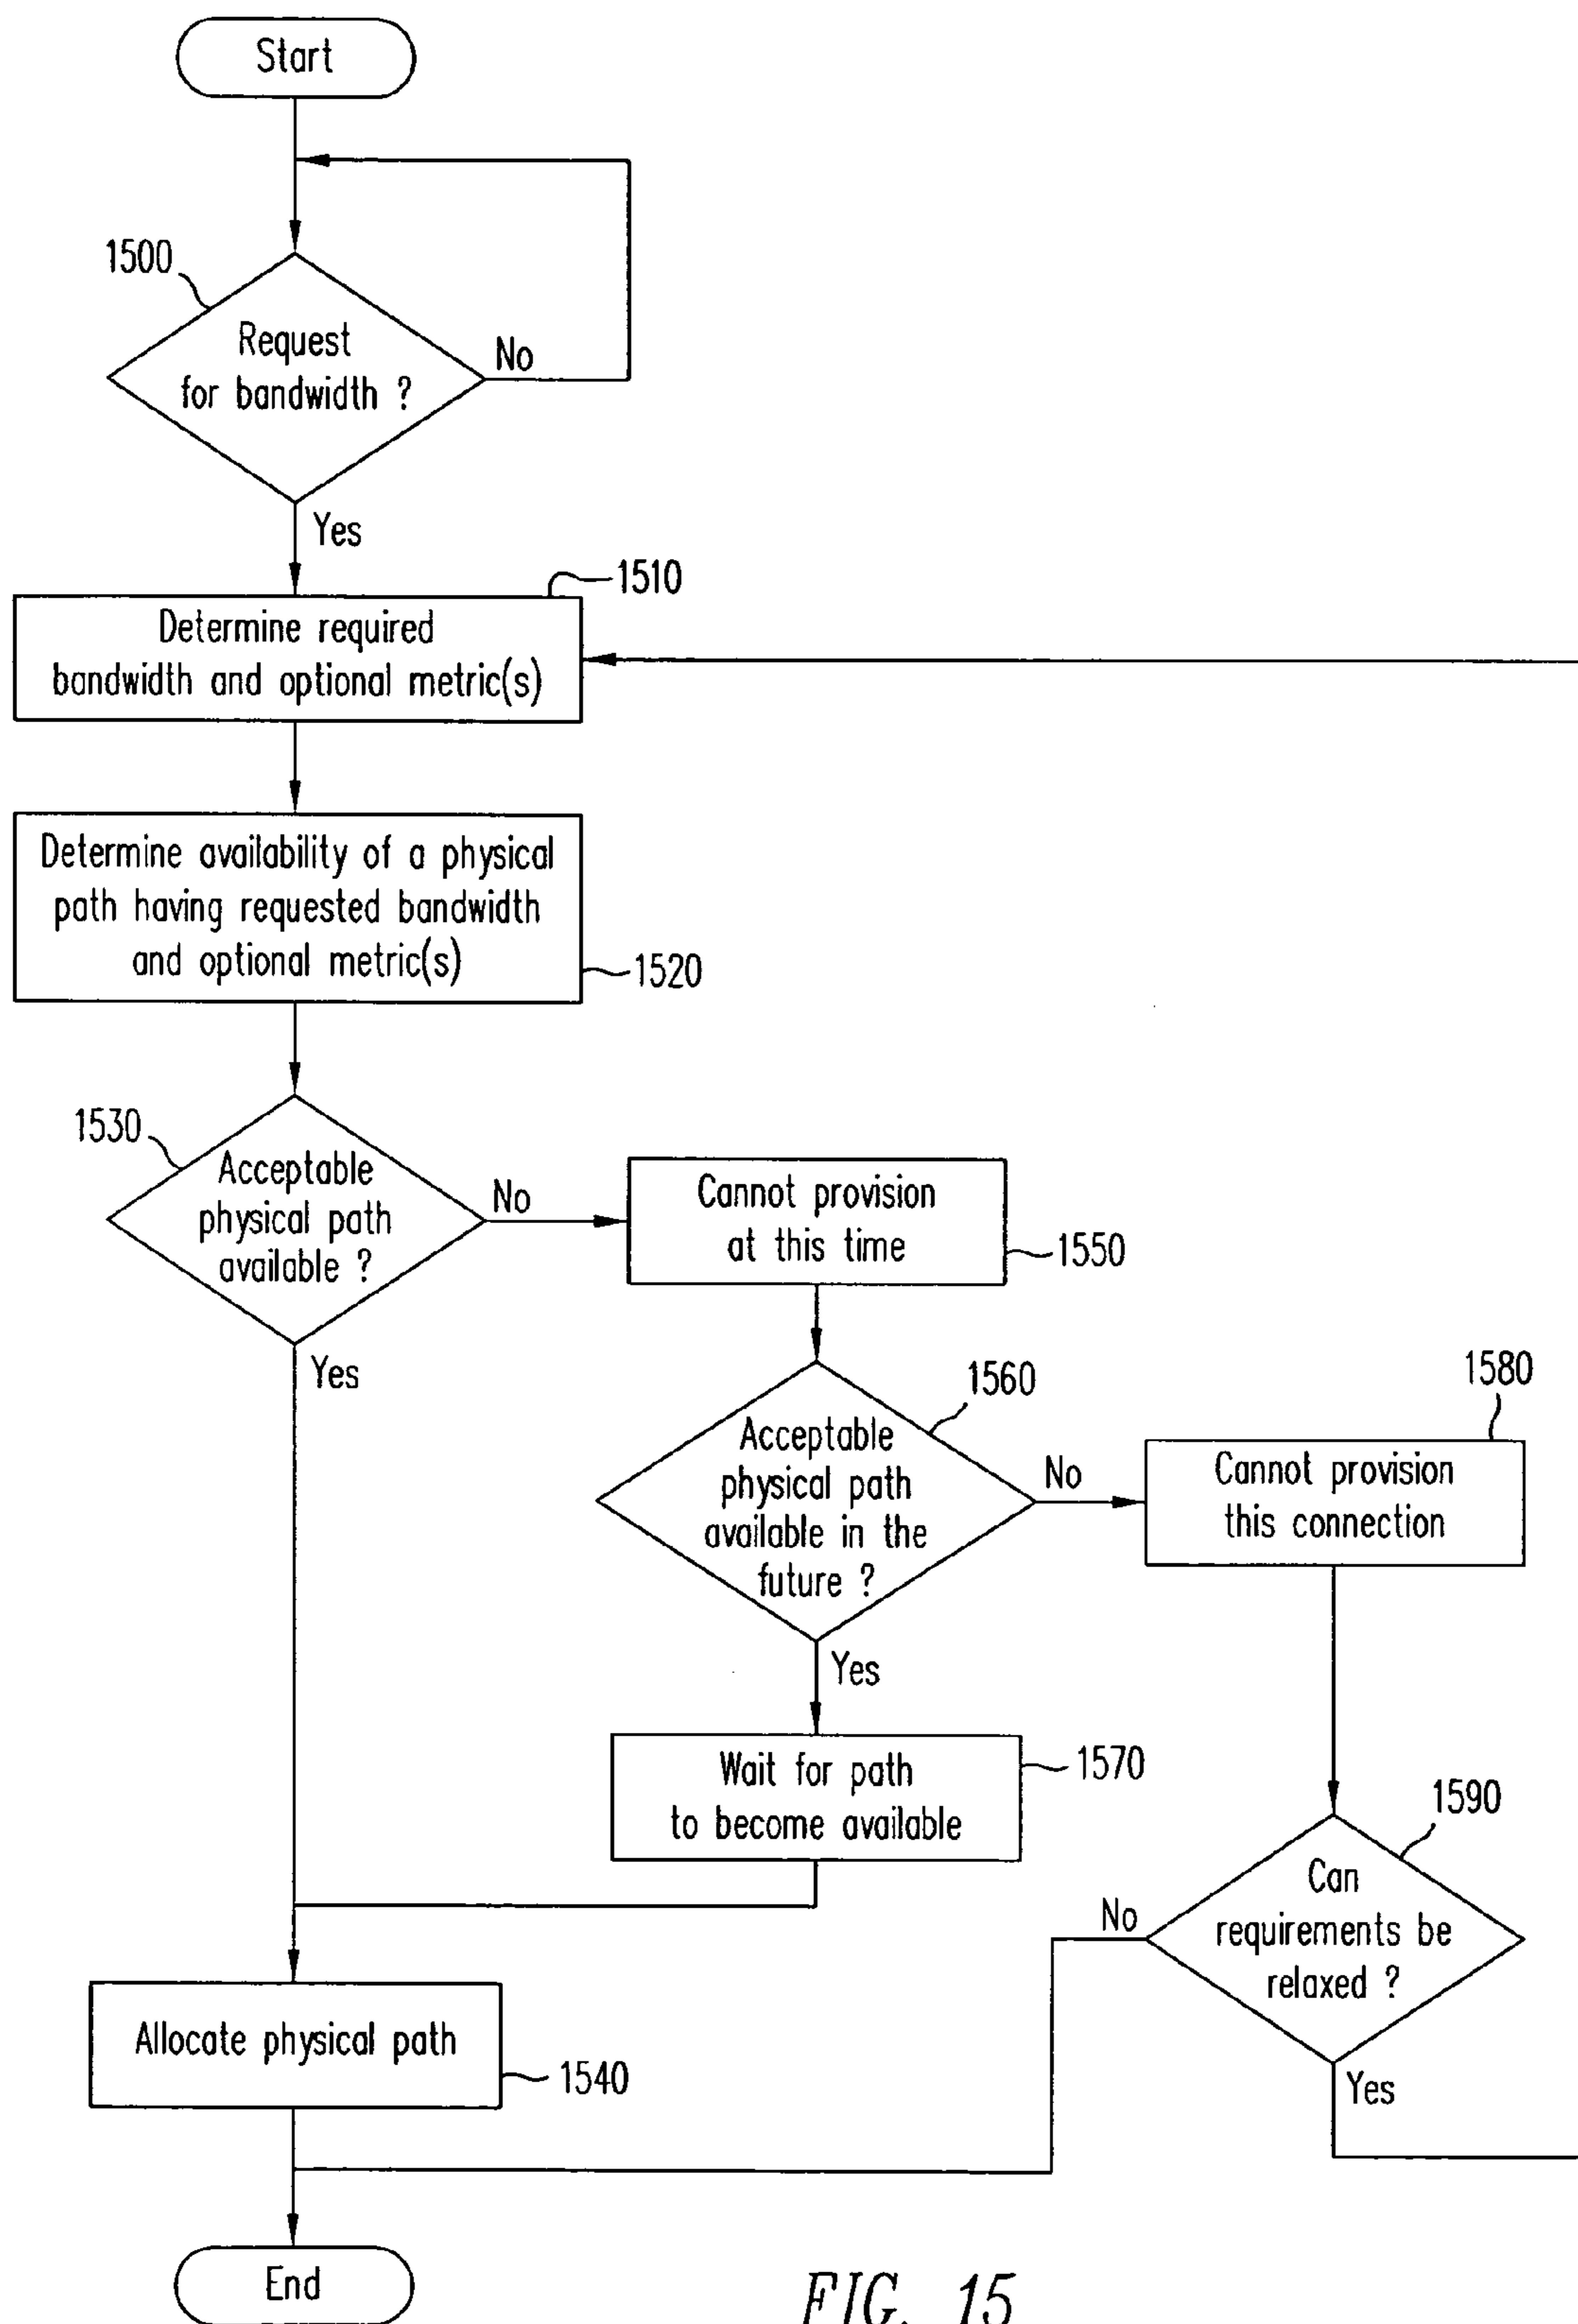 Start
1500
Request
for bandwidth ?
No
Yes
1510
Determine required
bandwidth and optional metric(s)
Determine availability of a physical
path having requested bandwidth
and optional metric(s)
1520
1530
Acceptable
physical path
available ?
No
Yes
Cannot provision
at this time
1550
1560
Acceptable
physical path
available in the
future ?
No
Yes
1580
Cannot provision
this connection
Wait for path
to become available
1570
1590
Can
requirements be
relaxed ?
No
Yes
Allocate physical path
1540
End
FIG. 15